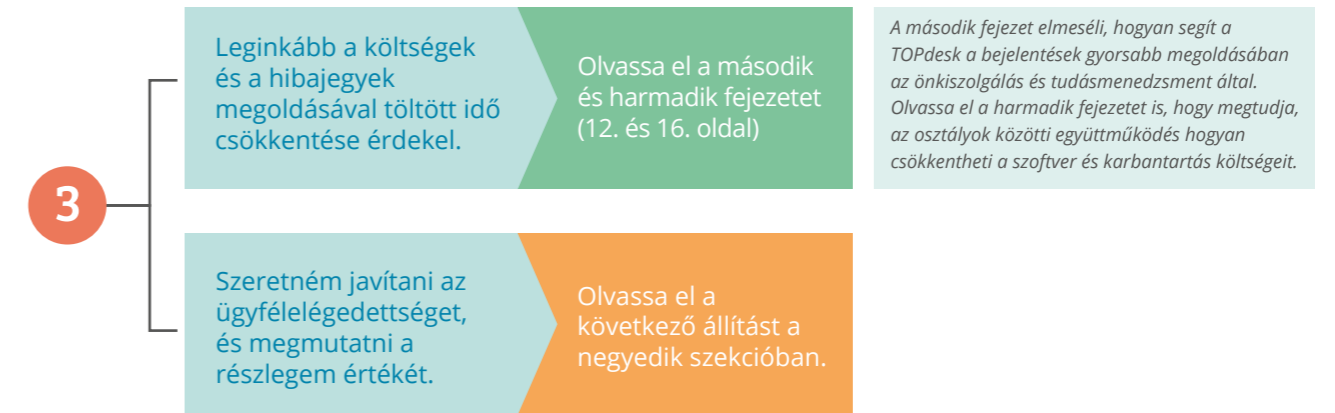 3
Leginkább a költségek
és a hibajegyek
megoldásával töltött idő
csökkentése érdekel.
Olvassa el a második
és harmadik fejezetet
(12. és 16. oldal)
A második fejezet elmeséli, hogyan segít a
TOPdesk a bejelentések gyorsabb megoldásában
az önkiszolgálás és tudásmenedzsment által.
Olvassa el a harmadik fejezetet is, hogy megtudja,
az osztályok közötti együttműködés hogyan
csökkentheti a szoftver és karbantartás költségeit.
Szeretném javítani az
ügyfélelégedettséget,
és megmutatni a
részlegem értékét.
Olvassa el a
következő állítást a
negyedik szekcióban.